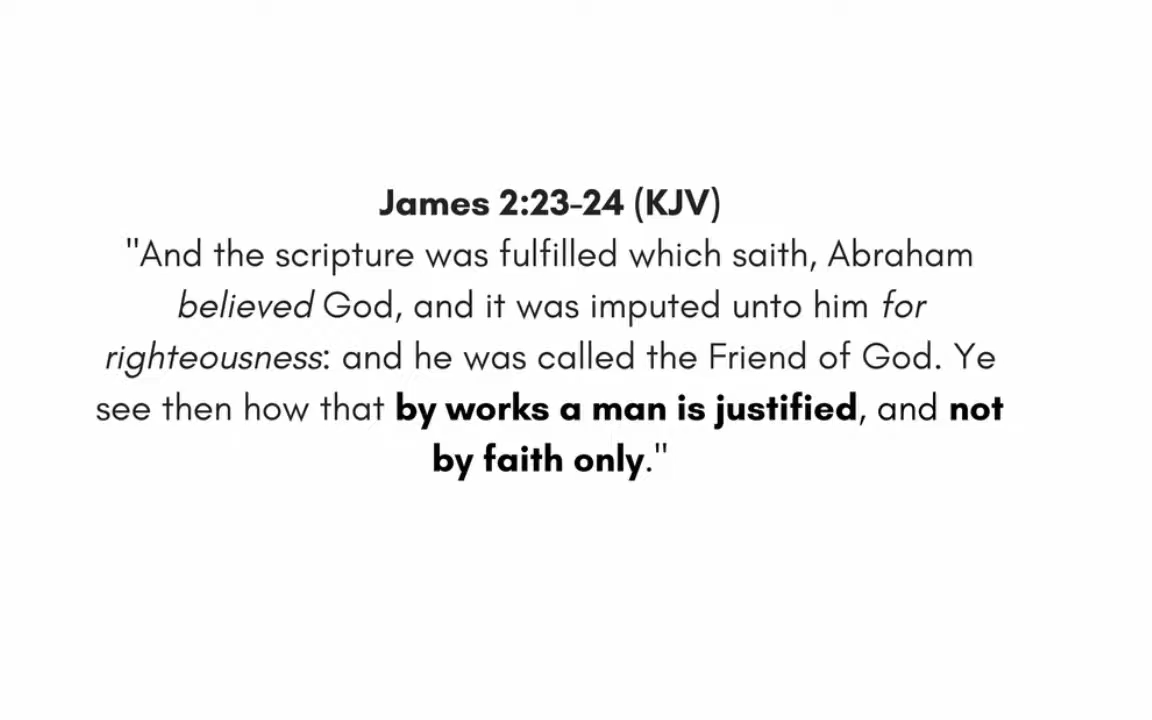 James 2:23-24 (KJV)
"And the scripture was fulfilled which saith, Abraham
believed God, and it was imputed unto him for
righteousness: and he was called the Friend of God. Ye
see then how that by works a man is justified, and not
by faith only."